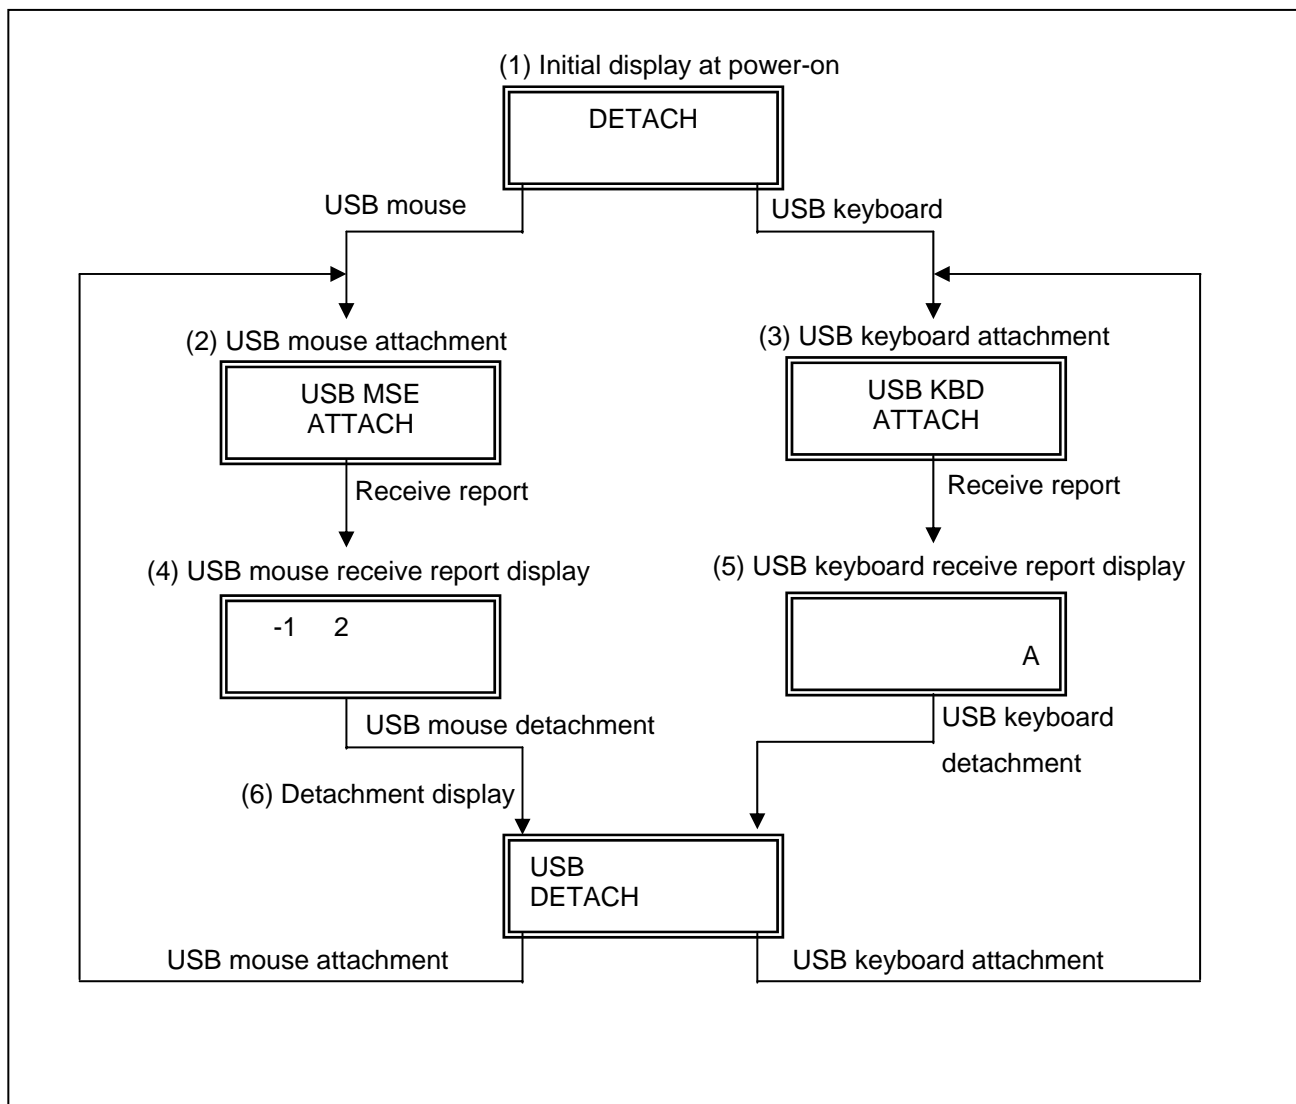 (1) Initial display at power-on
DETACH
USB mouse
USB keyboard
(2) USB mouse attachment
USB MSE
ATTACH
(3) USB keyboard attachment
USB KBD
ATTACH
Receive report
Receive report
(4) USB mouse receive report display
-1 2
(5) USB keyboard receive report display
A
USB mouse detachment
USB keyboard
detachment
(6) Detachment display
USB
DETACH
USB mouse attachment
USB keyboard attachment